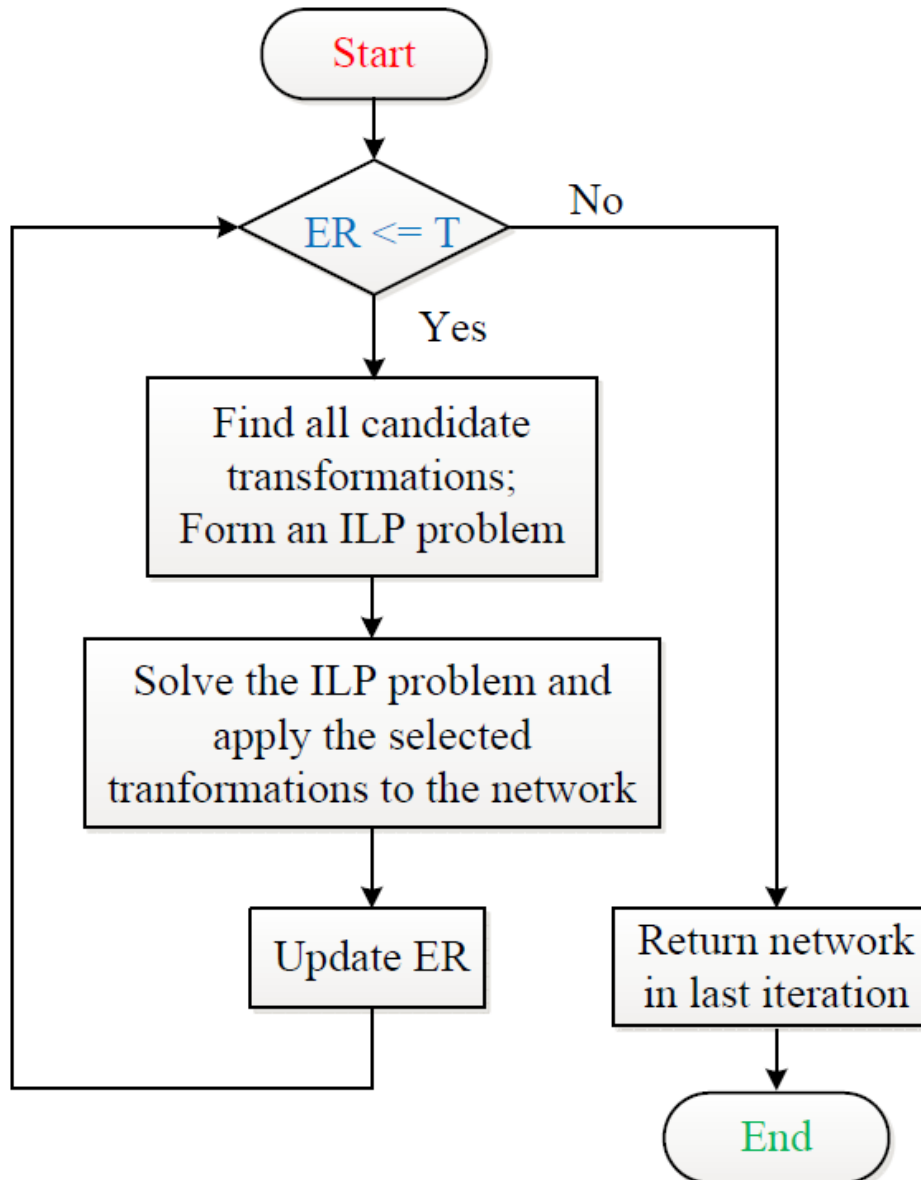 Start
ER <= T
No
Yes
Find all candidate
transformations;
Form an ILP problem
Solve the ILP problem and
apply the selected
tranformations to the network
Update ER
Return network
in last iteration
End